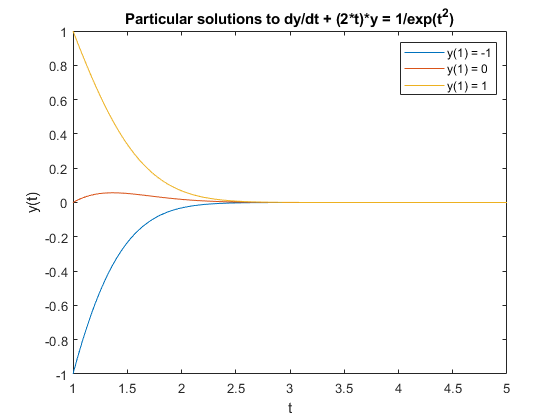 Particular solutions to dy/dt + (2*t)*y = 1/exp(t²)
y(1) = -1
y(1) = 0
y(1) = 1
1
0.8
0.6
0.4
0.2
0
-0.2
-0.4
-0.6
-0.8
-1
y(t)
1 1.5 2 2.5 3 3.5 4 4.5 5
t